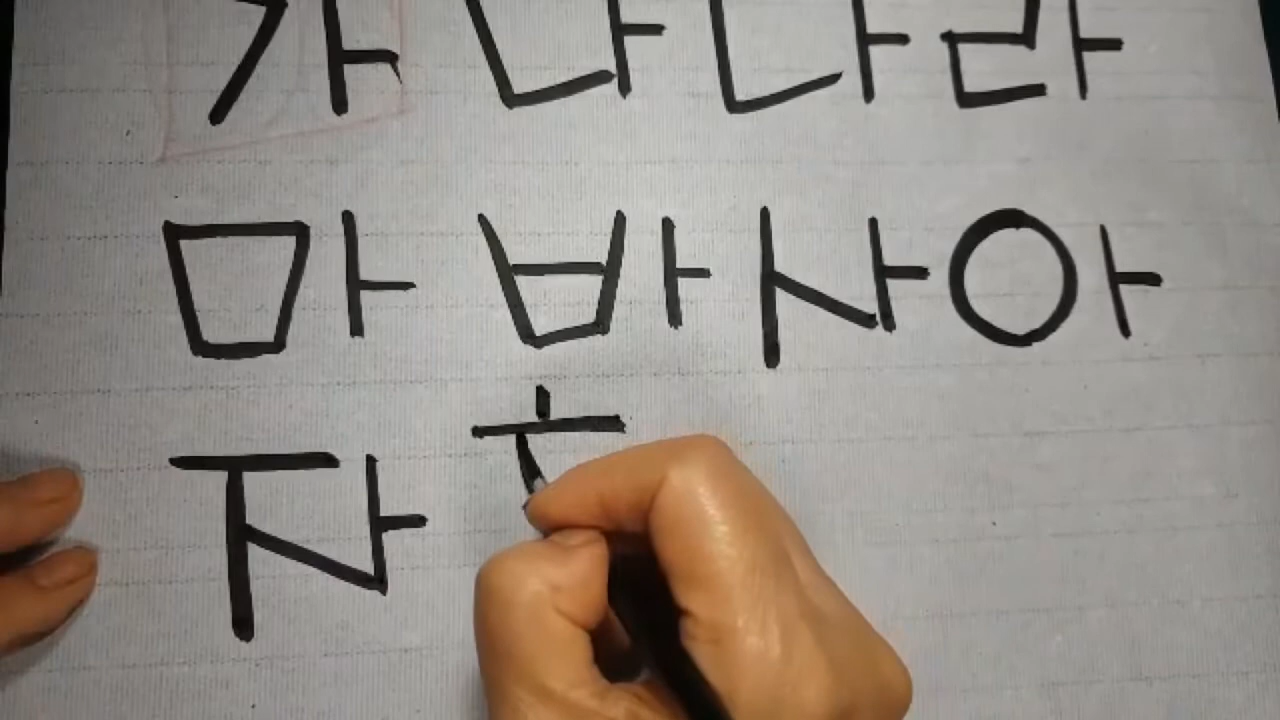 가 나 다 라
마 바 사 아
자